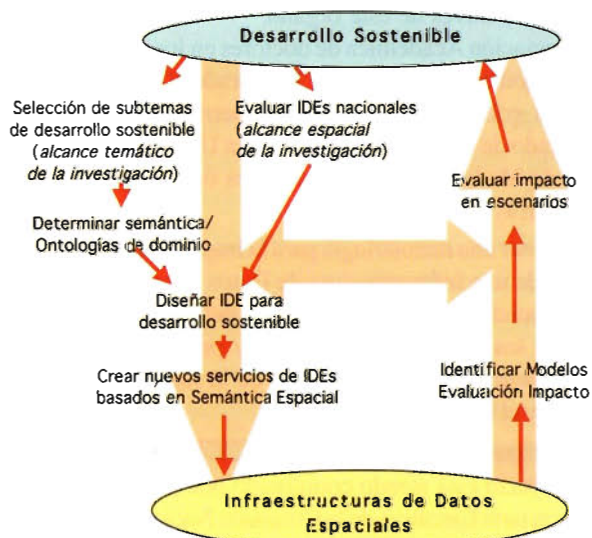 Desarrollo Sostenible
Selección de subtemas
de desarrollo sostenible
(alcance temático
de la investigación)
Evaluar IDEs nacionales
(alcance espacial
de la investigación)
Determinar semántica/
Ontologías de dominio
Diseñar IDE para
desarrollo sostenible
Crear nuevos servicios de IDEs
basados en Semántica Espacial
Evaluar impacto
en escenarios
Identificar Modelos
Evaluación Impacto
Infraestructuras de Datos
Espaciales